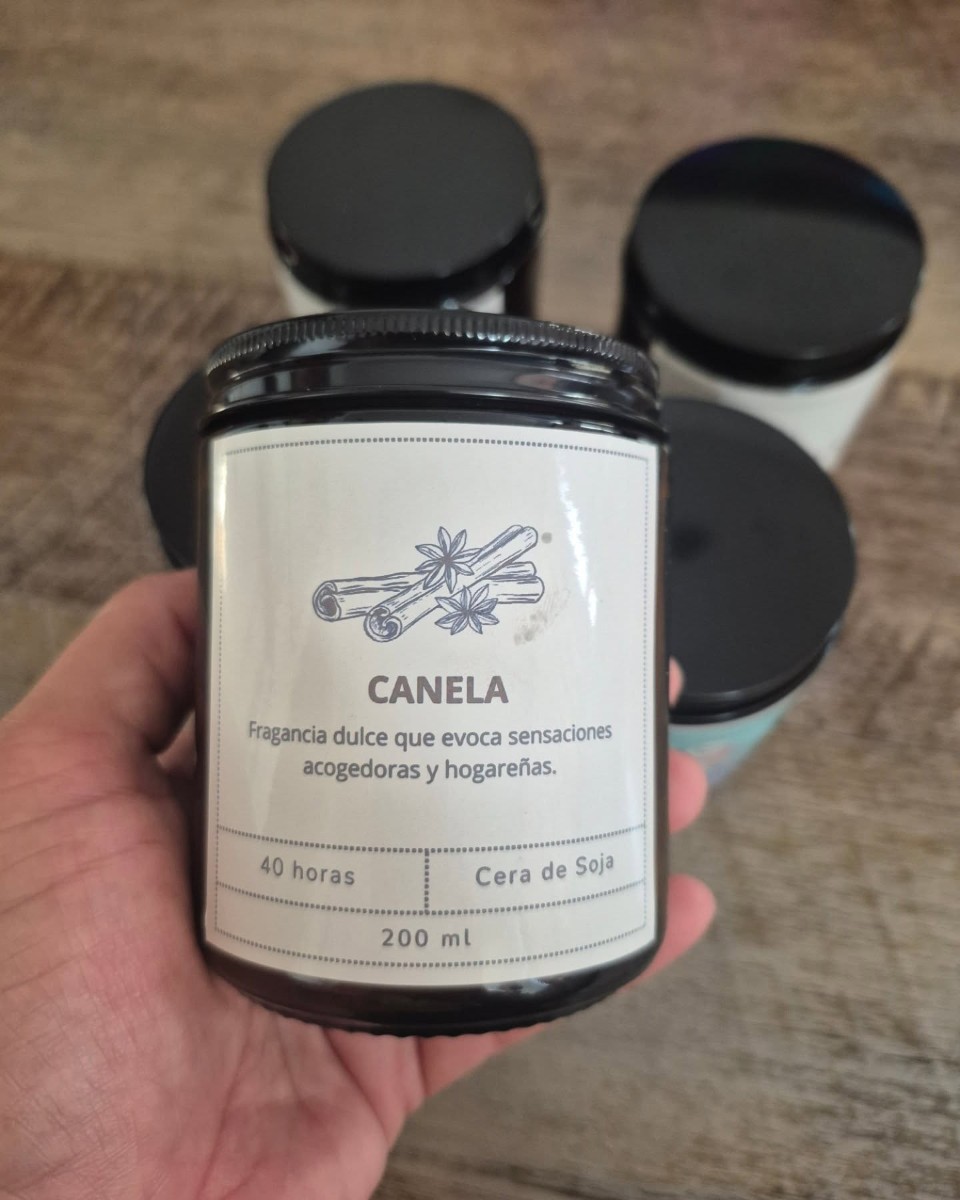 CANELA
Fragancia dulce que evoca sensaciones
acogedoras y hogareñas.
40 horas
Cera de Soja
200 ml